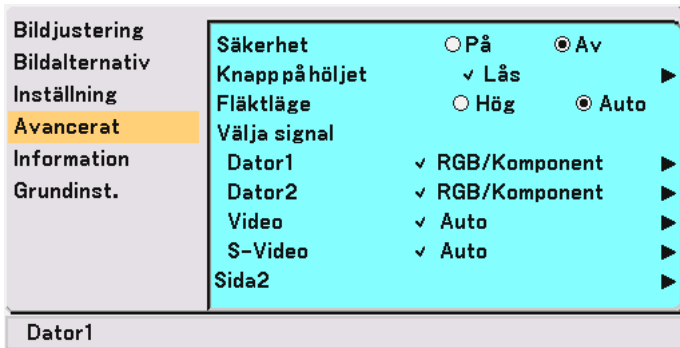 Bildjustering
Bildalternativ
Inställning
Avancerat
Information
Grundinst.
Säkerhet På Av
Knapp på höljet Lås
Fläktläge Hög Auto
Välja signal
Dator1 RGB/Komponent
Dator2 RGB/Komponent
Video Auto
S-Video Auto
Sida2
Dator1